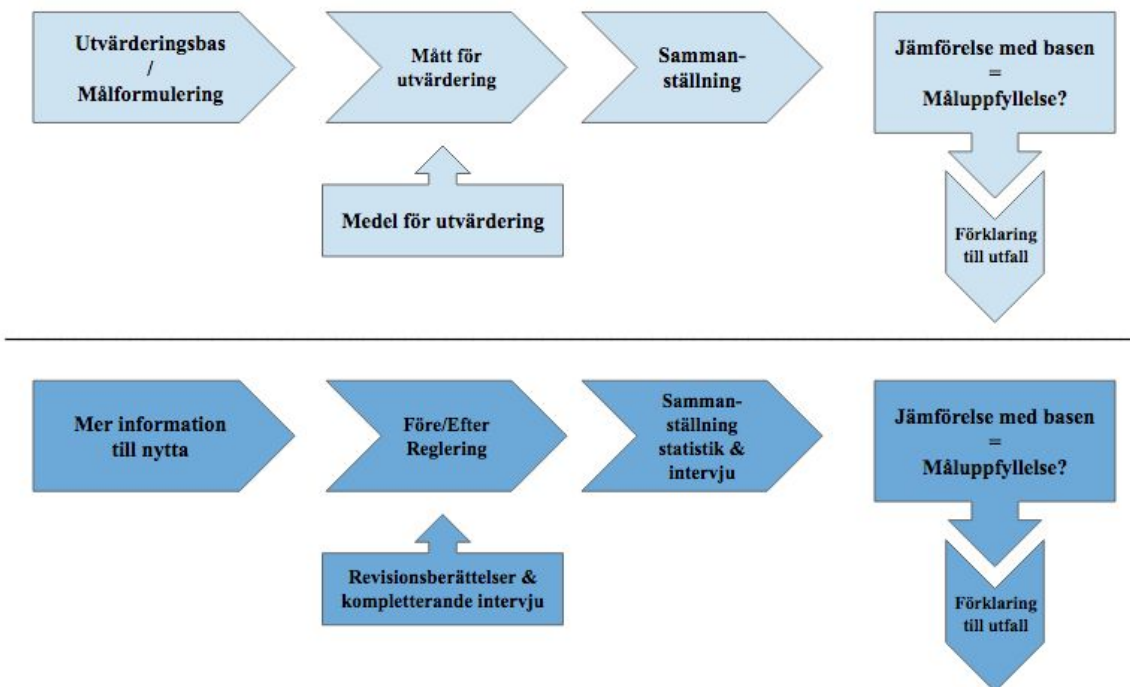 Utvärderingsbas
/
Målformulering
Mått för
utvärdering
Samman-
ställning
Jämförelse med basen
=
Måluppfyllelse?
Medel för utvärdering
Förklaring
till utfall
Mer information
till nytta
Före/Efter
Reglering
Samman-
ställning
statistik &
intervju
Jämförelse med basen
=
Måluppfyllelse?
Revisionsberättelser &
kompletterande intervju
Förklaring
till utfall